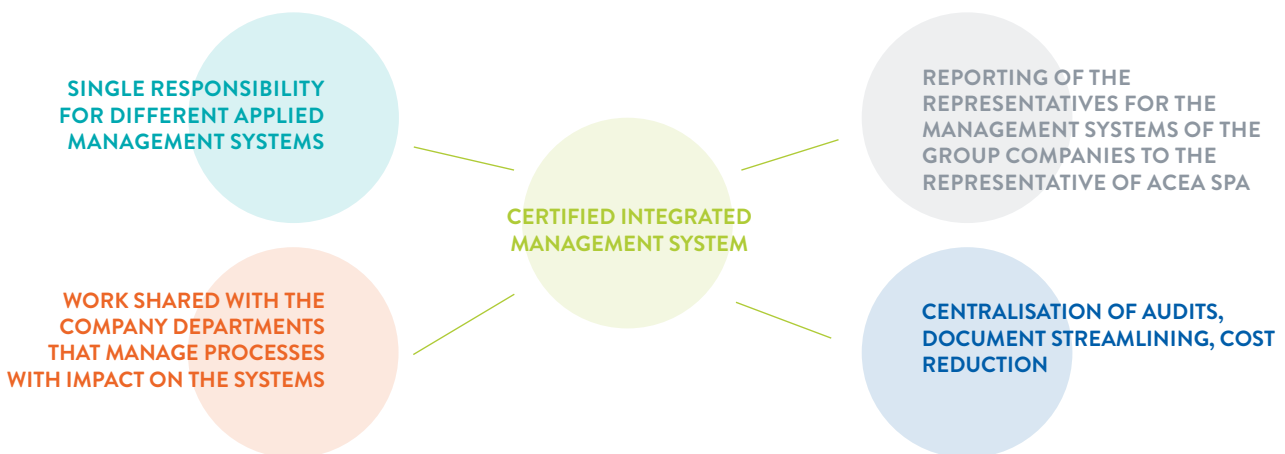 SINGLE RESPONSIBILITY
FOR DIFFERENT APPLIED
MANAGEMENT SYSTEMS
REPORTING OF THE
REPRESENTATIVES FOR THE
MANAGEMENT SYSTEMS OF THE
GROUP COMPANIES TO THE
REPRESENTATIVE OF ACEA SPA
CERTIFIED INTEGRATED
MANAGEMENT SYSTEM
WORK SHARED WITH THE
COMPANY DEPARTMENTS
THAT MANAGE PROCESSES
WITH IMPACT ON THE SYSTEMS
CENTRALISATION OF AUDITS,
DOCUMENT STREAMLINING, COST
REDUCTION